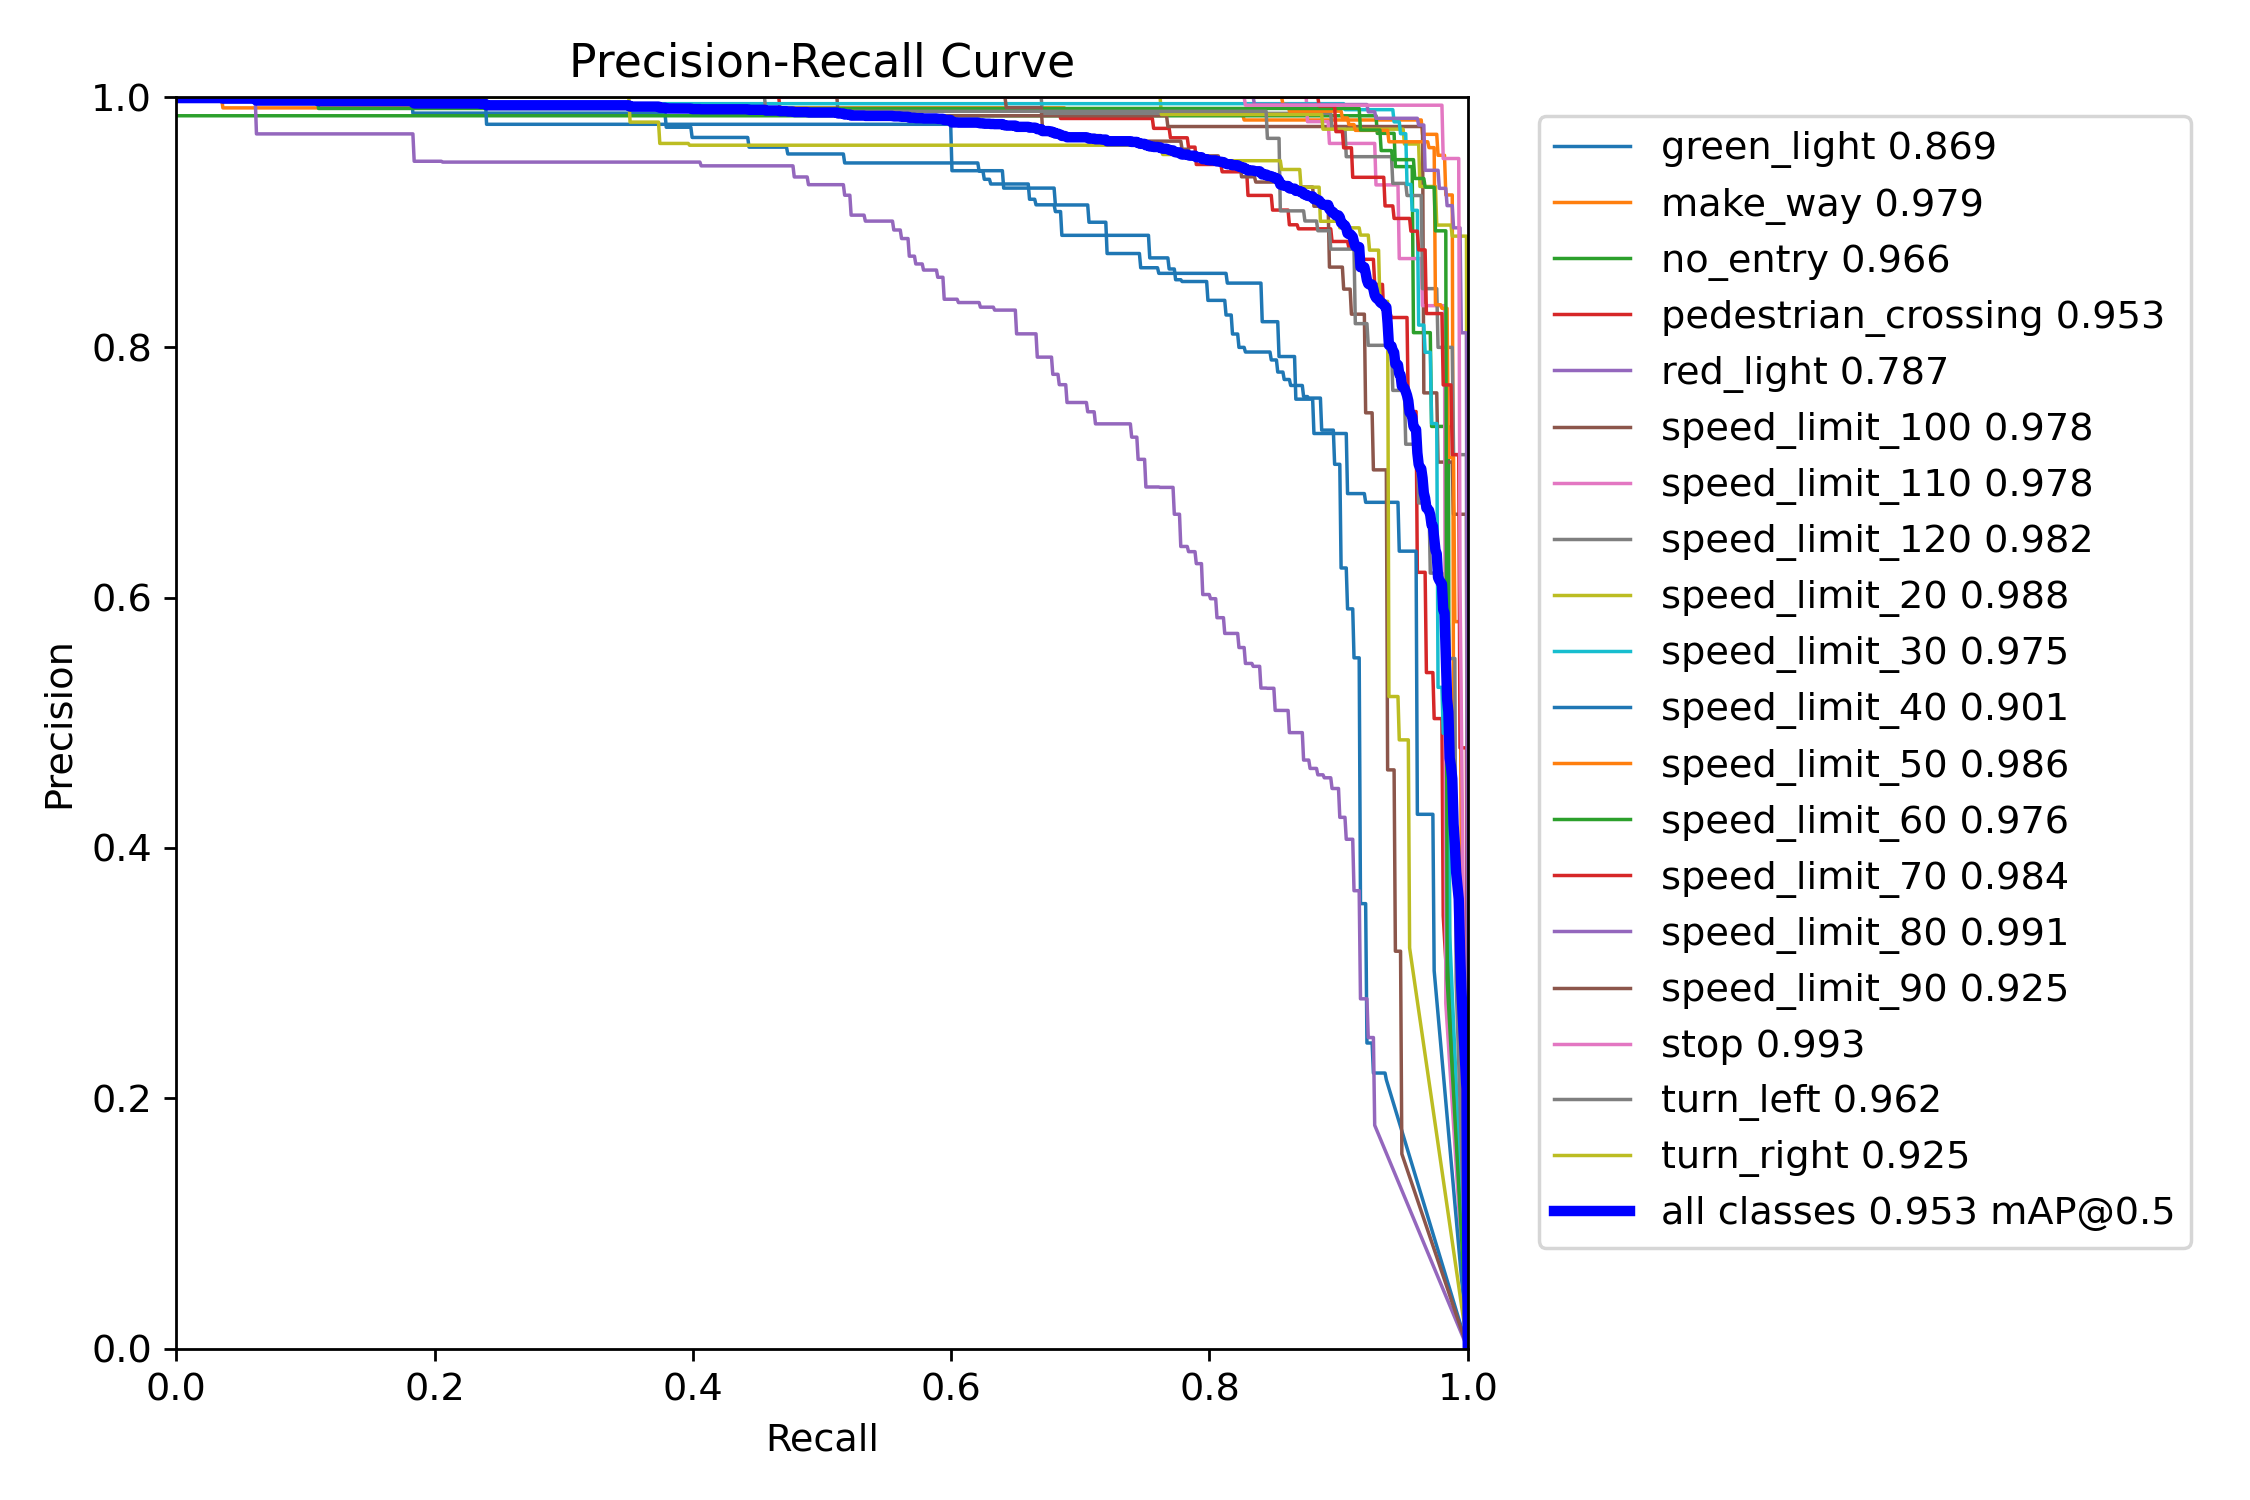 Precision-Recall Curve
1.0
0.8
0.6
0.4
0.2
0.0
Precision
0.0 0.2 0.4 0.6 0.8 1.0
Recall
green_light 0.869
make_way 0.979
no_entry 0.966
pedestrian_crossing 0.953
red_light 0.787
speed_limit_100 0.978
speed_limit_110 0.978
speed_limit_120 0.982
speed_limit_20 0.988
speed_limit_30 0.975
speed_limit_40 0.901
speed_limit_50 0.986
speed_limit_60 0.976
speed_limit_70 0.984
speed_limit_80 0.991
speed_limit_90 0.925
stop 0.993
turn_left 0.962
turn_right 0.925
all classes 0.953 mAP@0.5